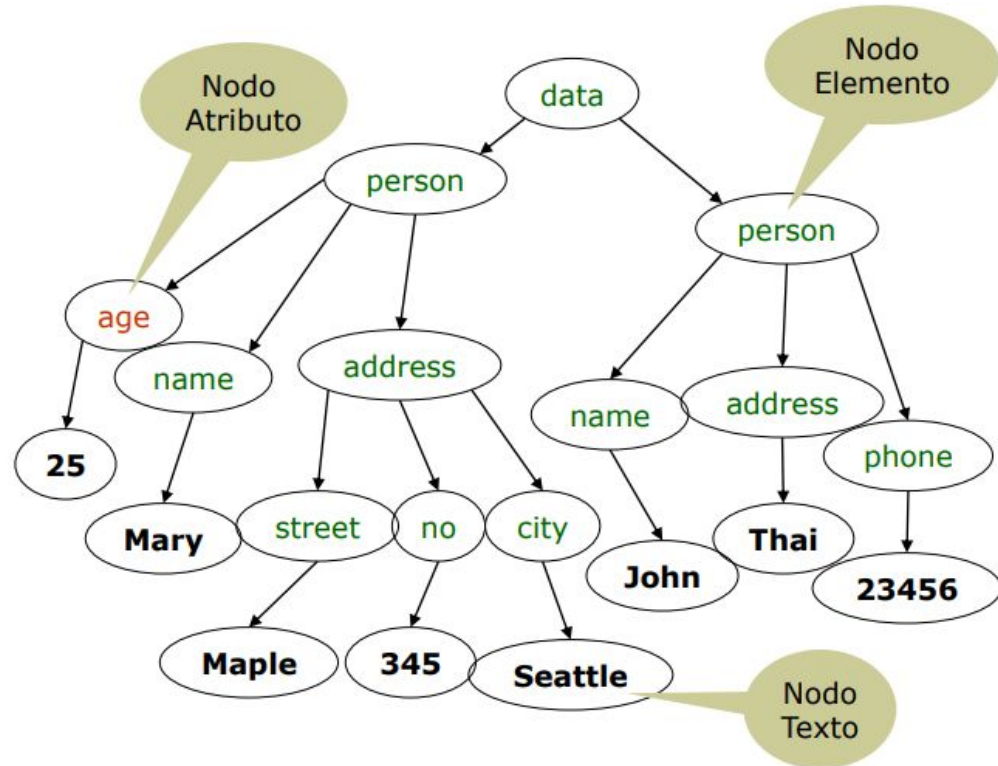 Nodo
Atributo
data
Nodo
Elemento
person
person
age
name
address
name
address
phone
25
Mary
street
no
city
John
Thai
23456
Maple
345
Seattle
Nodo
Texto